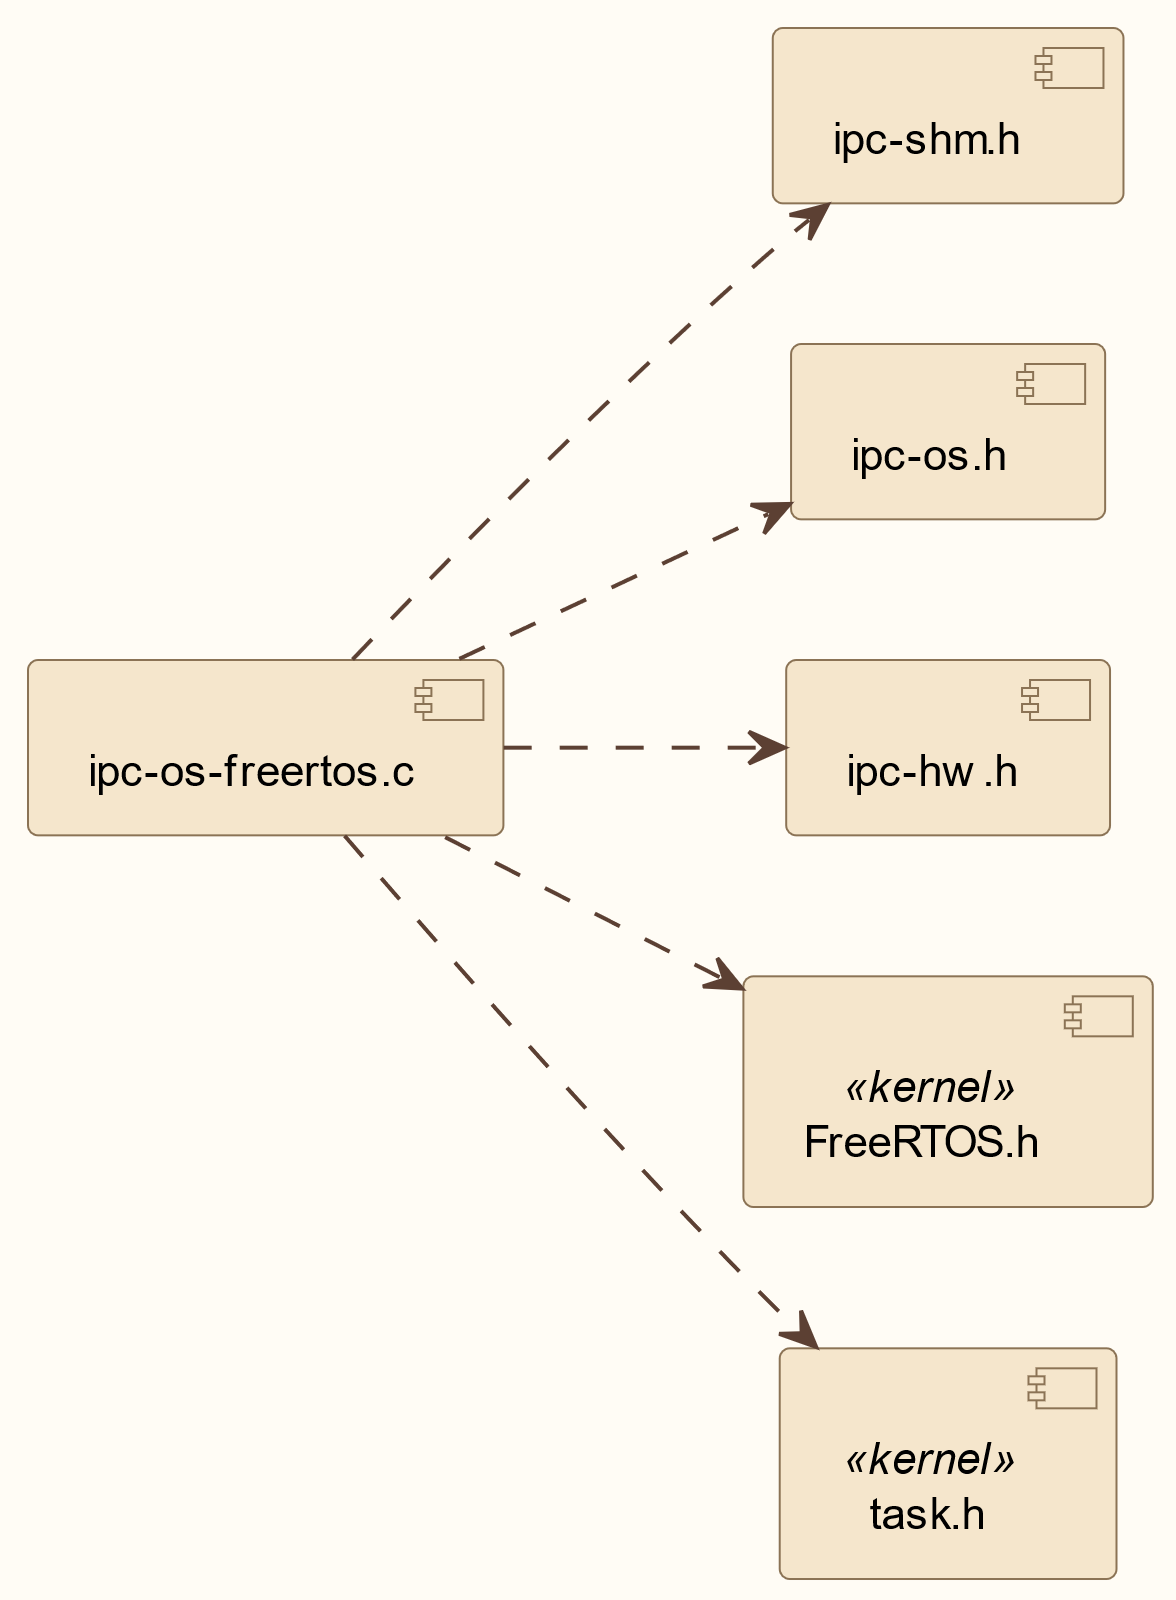 ipc-shm.h
ipc-os.h
ipc-os-freertos.c
ipc-hw.h
«kernel»
FreeRTOS.h
«kernel»
task.h